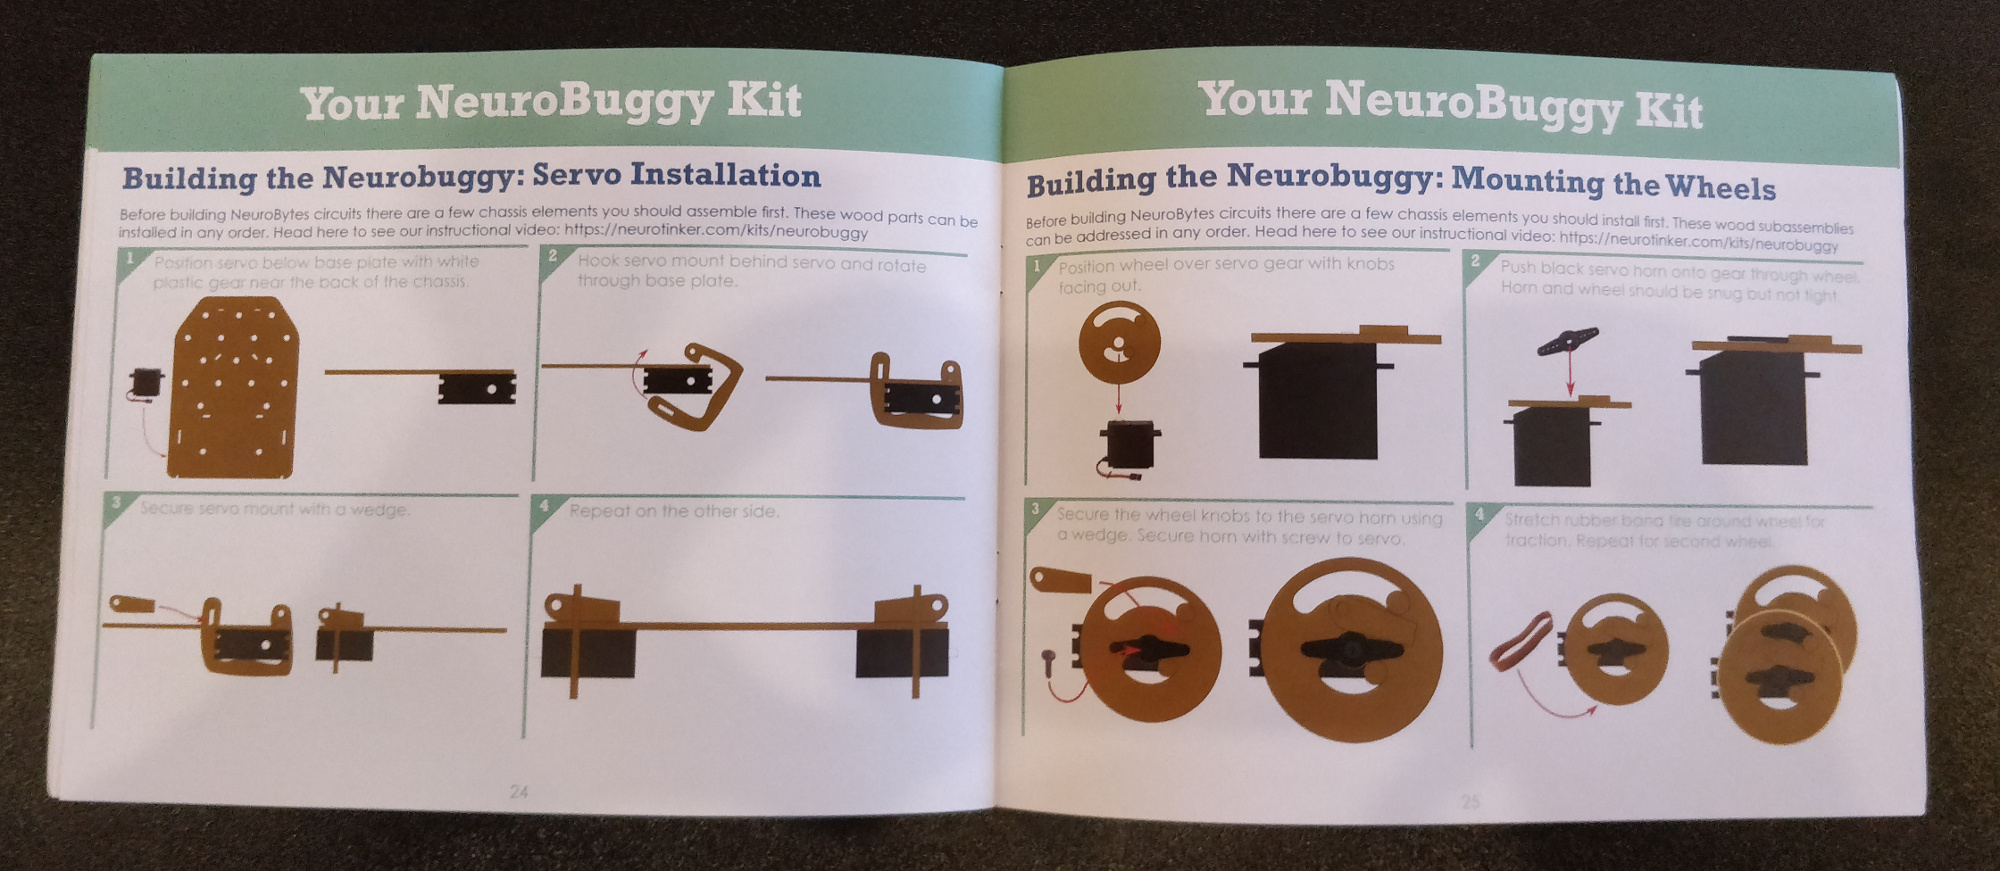 Your NeuroBuggy Kit
Building the Neurobuggy: Servo Installation
Before building NeuroBytes circuits there are a few chassis elements you should assemble first. These wood parts can be
installed in any order. Head here to see our instructional video: https://neurotinker.com/kits/neurobuggy
1
Position servo below base plate with white
plastic gear near the back of the chassis.
2
Hook servo mount behind servo and rotate
through base plate.
3
Secure servo mount with a wedge.
4
Repeat on the other side.
24
Your NeuroBuggy Kit
Building the Neurobuggy: Mounting the Wheels
Before building NeuroBytes circuits there are a few chassis elements you should install first. These wood subassemblies
can be addressed in any order. Head here to see our instructional video: https://neurotinker.com/kits/neurobuggy
1
Position wheel over servo gear with knobs
facing out.
2
Push black servo horn onto gear through wheel.
Horn and wheel should be snug but not tight.
3
Secure the wheel knobs to the servo horn using
a wedge. Secure horn with screw to servo.
4
Stretch rubber band tire around wheel for
traction. Repeat for second wheel.
25